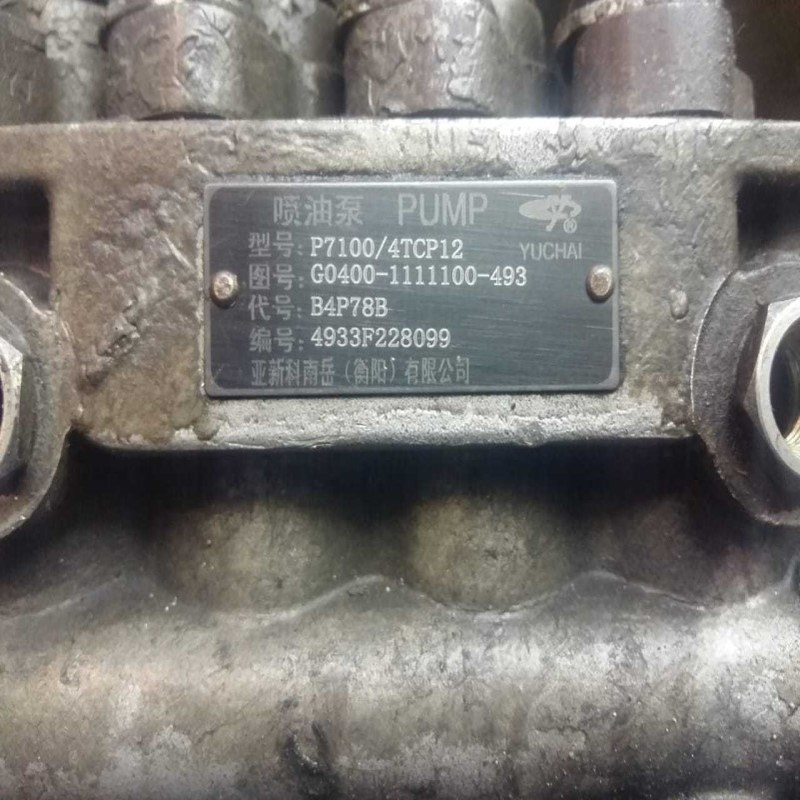 喷油泵 PUMP
YUCHAI
型号: P7100/4TCP12
图号: G0400-1111100-493
代号: B4P78B
编号: 4933F228099
亚新科南岳(衡阳)有限公司